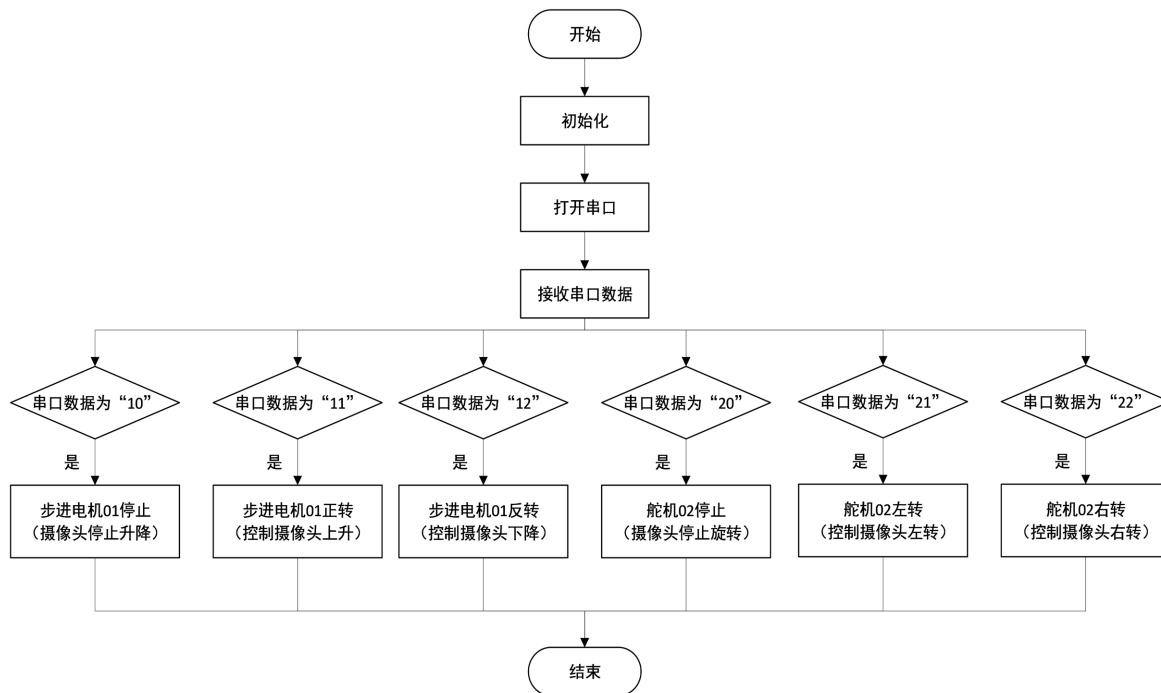 开始
初始化
打开串口
接收串口数据
串口数据为“10”
串口数据为“11”
串口数据为“12”
串口数据为“20”
串口数据为“21”
串口数据为“22”
是
是
是
是
是
是
步进电机01停止
（摄像头停止升降）
步进电机01正转
（控制摄像头上升）
步进电机01反转
（控制摄像头下降）
舵机02停止
（摄像头停止旋转）
舵机02左转
（控制摄像头左转）
舵机02右转
（控制摄像头右转）
结束